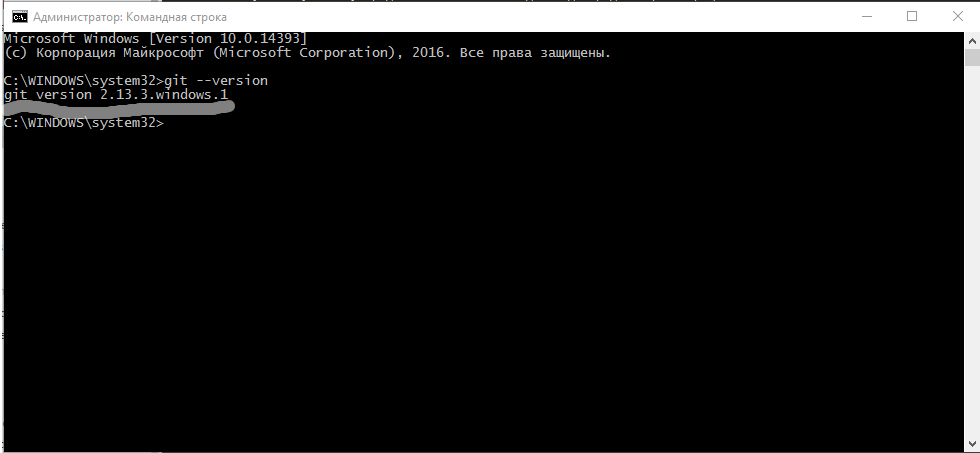 Администратор: Командная строка
Microsoft Windows [Version 10.0.14393]
(c) Корпорация Майкрософт (Microsoft Corporation), 2016. Все права защищены.
C:\WINDOWS\system32>git --version
git version 2.13.3.windows.1
C:\WINDOWS\system32>